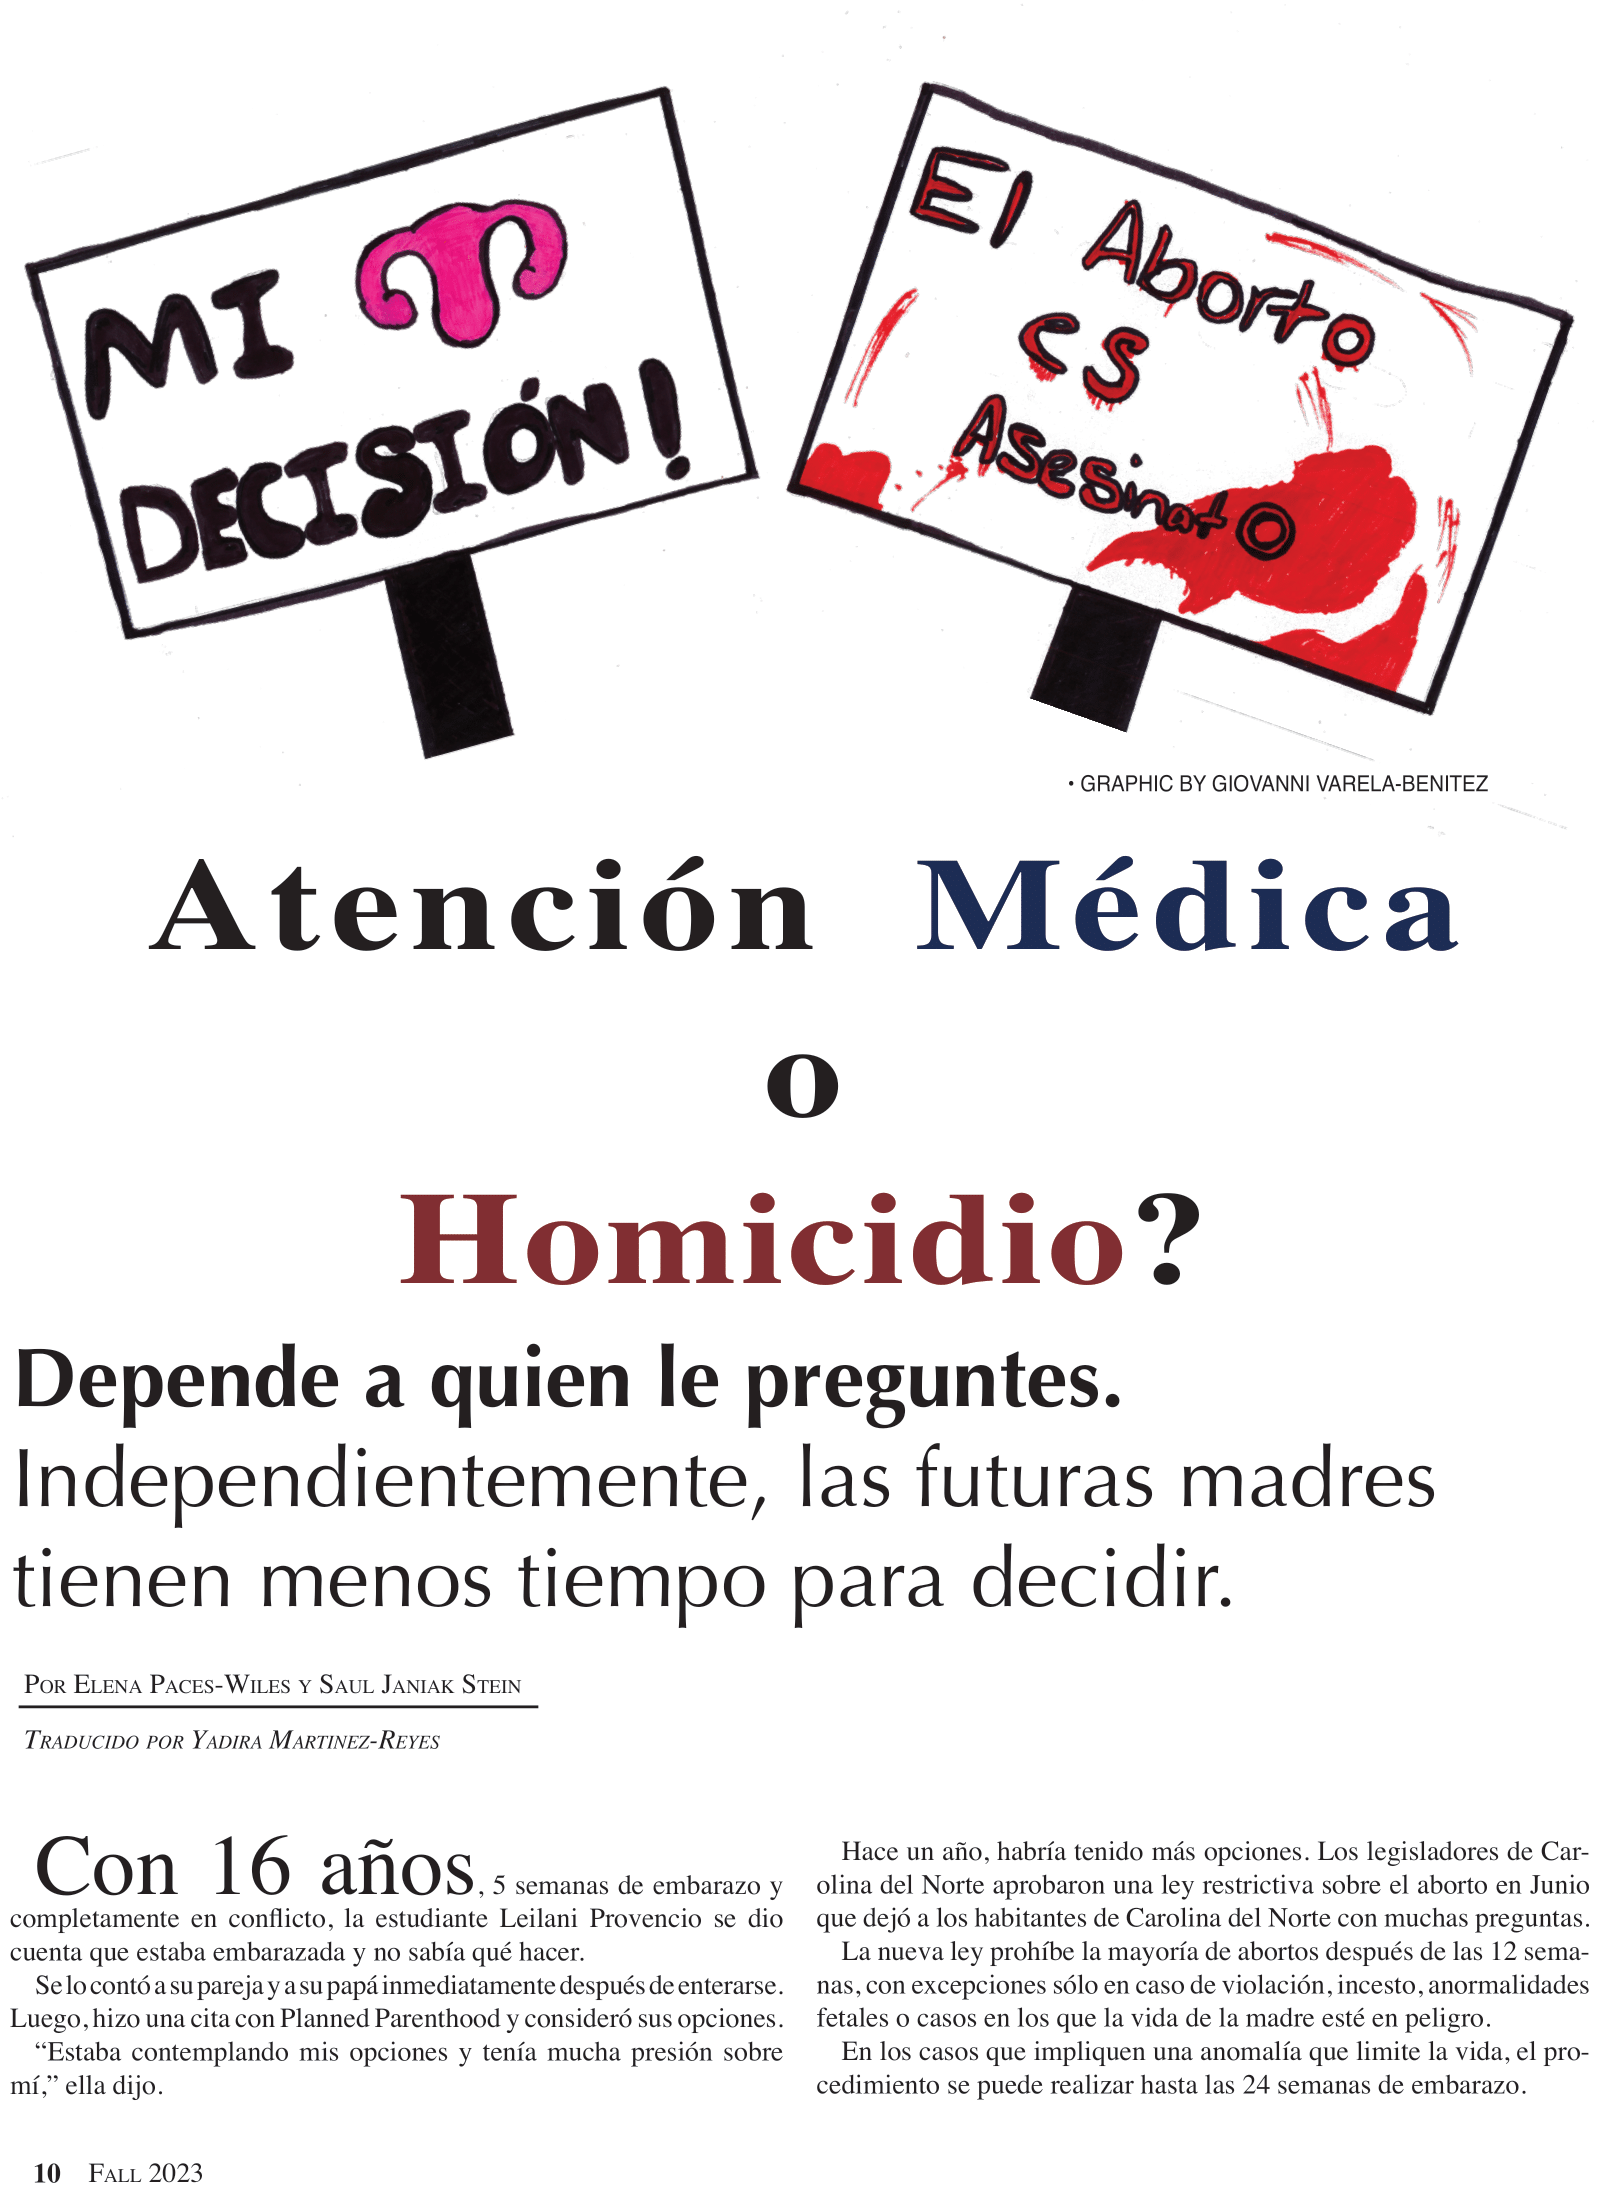 MI
DECISIÓN!
El Aborto
es
Asesinato
• GRAPHIC BY GIOVANNI VARELA-BENITEZ
Atención Médica
o
Homicidio?
Depende a quien le preguntes.
Independientemente, las futuras madres
tienen menos tiempo para decidir.
Por Elena Paces-Wiles y Saul Janiak Stein
Traducido por Yadira Martinez-Reyes
Con 16 años, 5 semanas de embarazo y
completamente en conflicto, la estudiante Leilani Provencio se dio
cuenta que estaba embarazada y no sabía qué hacer.
Se lo contó a su pareja y a su papá inmediatamente después de enterarse.
Luego, hizo una cita con Planned Parenthood y consideró sus opciones.
“Estaba contemplando mis opciones y tenía mucha presión sobre
mí,” ella dijo.
Hace un año, habría tenido más opciones. Los legisladores de Car-
olina del Norte aprobaron una ley restrictiva sobre el aborto en Junio
que dejó a los habitantes de Carolina del Norte con muchas preguntas.
La nueva ley prohíbe la mayoría de abortos después de las 12 sema-
nas, con excepciones sólo en caso de violación, incesto, anormalidades
fetales o casos en los que la vida de la madre esté en peligro.
En los casos que impliquen una anomalía que limite la vida, el pro-
cedimiento se puede realizar hasta las 24 semanas de embarazo.
10 Fall 2023